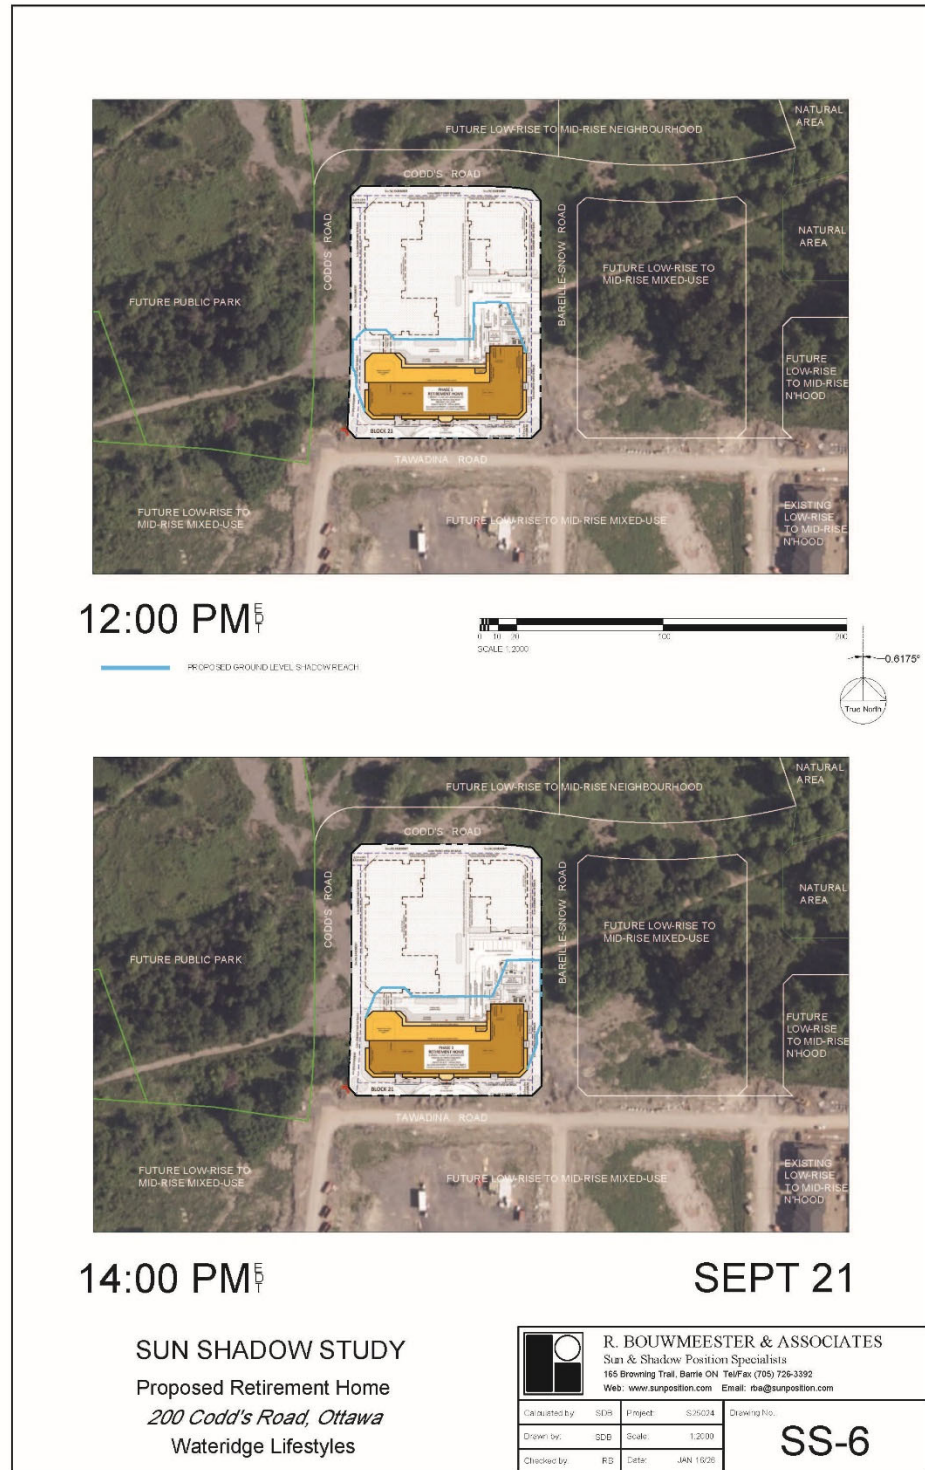 NATURAL
AREA
FUTURE LOW-RISE TO MID-RISE NEIGHBOURHOOD
CODD'S ROAD
NATURAL
AREA
CODD'S ROAD
BAREILLE-SNOW ROAD
FUTURE LOW-RISE TO
MID-RISE MIXED-USE
FUTURE PUBLIC PARK
FUTURE
LOW-RISE
TO MID-RISE
N'HOOD
RETIREMENT HOME
BLOCK 21
TAWADINA ROAD
FUTURE LOW-RISE TO
MID-RISE MIXED-USE
FUTURE LOW-RISE TO MID-RISE MIXED-USE
EXISTING
LOW-RISE
TO MID-RISE
N'HOOD
12:00 PM EDT
0 10 20 100 200
SCALE 1:2000
PROPOSED GROUND LEVEL SHADOW REACH
0.6175°
True North
NATURAL
AREA
FUTURE LOW-RISE TO MID-RISE NEIGHBOURHOOD
CODD'S ROAD
NATURAL
AREA
CODD'S ROAD
BAREILLE-SNOW ROAD
FUTURE LOW-RISE TO
MID-RISE MIXED-USE
FUTURE PUBLIC PARK
FUTURE
LOW-RISE
TO MID-RISE
N'HOOD
RETIREMENT HOME
BLOCK 21
TAWADINA ROAD
FUTURE LOW-RISE TO
MID-RISE MIXED-USE
FUTURE LOW-RISE TO MID-RISE MIXED-USE
EXISTING
LOW-RISE
TO MID-RISE
N'HOOD
14:00 PM EDT
SEPT 21
SUN SHADOW STUDY
Proposed Retirement Home
200 Codd's Road, Ottawa
Wateridge Lifestyles
R. BOUWMEESTER & ASSOCIATES
Sun & Shadow Position Specialists
165 Browning Trail, Barrie ON Tel/Fax (705) 726-3392
Web: www.sunposition.com Email: rba@sunposition.com
Calculated by: SDB Project: S25024 Drawing No.
Drawn by: SDB Scale: 1:2000
SS-6
Checked by: RB Date: JAN 16/26